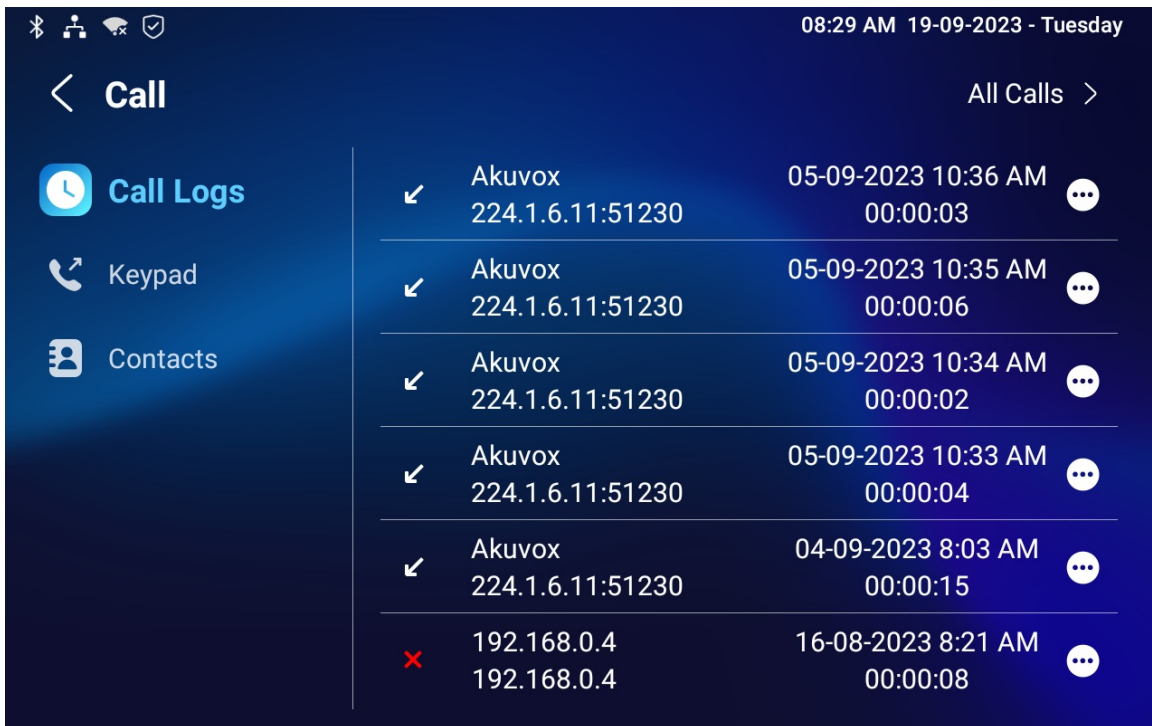 08:29 AM 19-09-2023 - Tuesday
Call
All Calls
Call Logs
Keypad
Contacts
Akuvox 05-09-2023 10:36 AM
224.1.6.11:51230 00:00:03
Akuvox 05-09-2023 10:35 AM
224.1.6.11:51230 00:00:06
Akuvox 05-09-2023 10:34 AM
224.1.6.11:51230 00:00:02
Akuvox 05-09-2023 10:33 AM
224.1.6.11:51230 00:00:04
Akuvox 04-09-2023 8:03 AM
224.1.6.11:51230 00:00:15
192.168.0.4 16-08-2023 8:21 AM
192.168.0.4 00:00:08